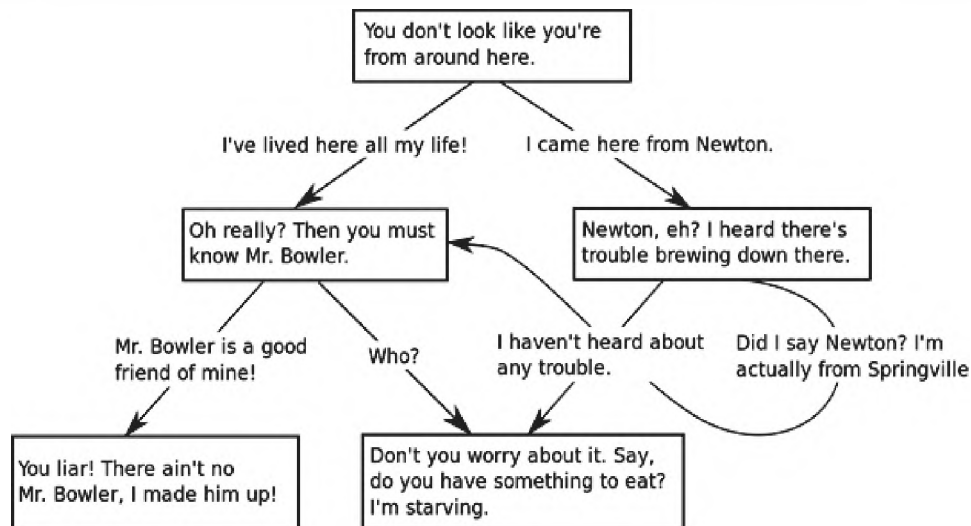 You don't look like you're
from around here.
I've lived here all my life!
I came here from Newton.
Oh really? Then you must
know Mr. Bowler.
Newton, eh? I heard there's
trouble brewing down there.
Mr. Bowler is a good
friend of mine!
Who?
I haven't heard about
any trouble.
Did I say Newton? I'm
actually from Springville
You liar! There ain't no
Mr. Bowler, I made him up!
Don't you worry about it. Say,
do you have something to eat?
I'm starving.